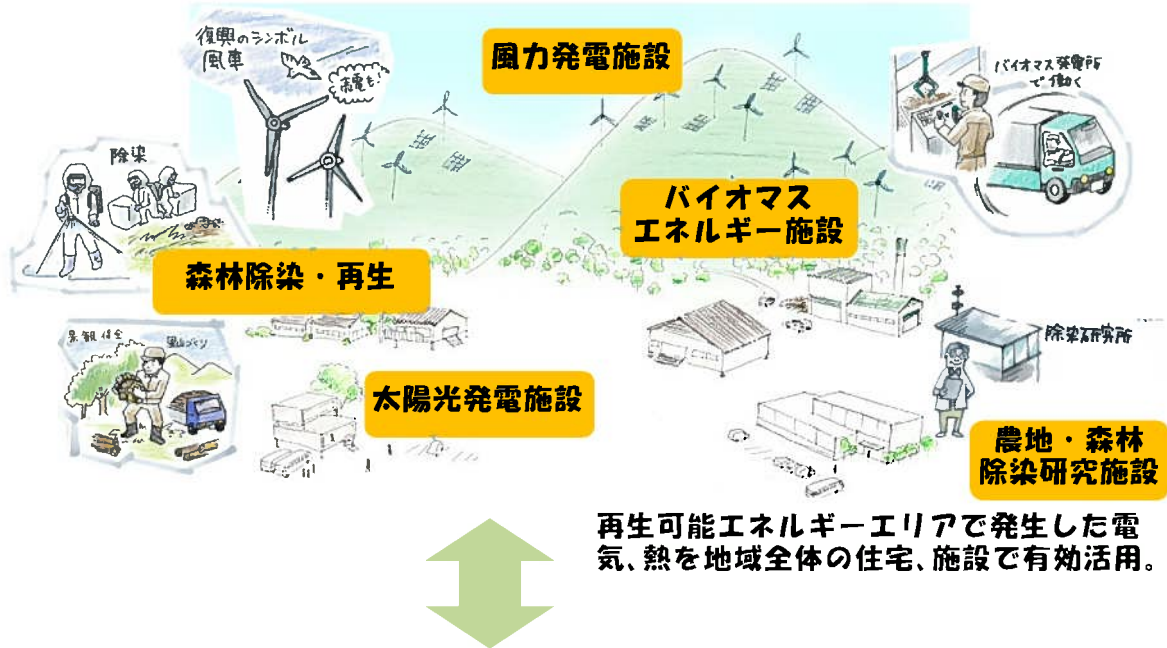 復興のシンボル
風車
売電も!
風力発電施設
バイオマス発電所
で働く
除染
バイオマス
エネルギー施設
森林除染・再生
景観保全
里山づくり
除染研究所
太陽光発電施設
農地・森林
除染研究施設
再生可能エネルギーエリアで発生した電
気、熱を地域全体の住宅、施設で有効活用。